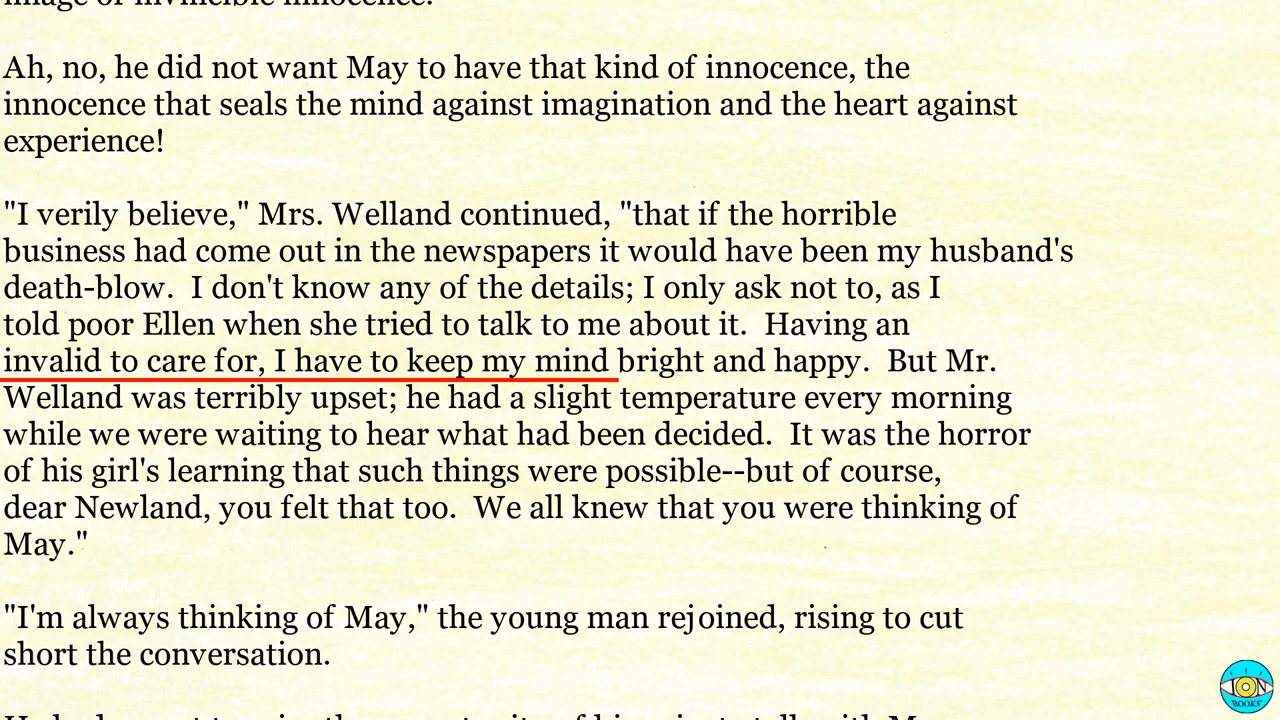 image of invincible innocence.
Ah, no, he did not want May to have that kind of innocence, the
innocence that seals the mind against imagination and the heart against
experience!
"I verily believe," Mrs. Welland continued, "that if the horrible
business had come out in the newspapers it would have been my husband's
death-blow.  I don't know any of the details; I only ask not to, as I
told poor Ellen when she tried to talk to me about it.  Having an
invalid to care for, I have to keep my mind bright and happy.  But Mr.
Welland was terribly upset; he had a slight temperature every morning
while we were waiting to hear what had been decided.  It was the horror
of his girl's learning that such things were possible--but of course,
dear Newland, you felt that too.  We all knew that you were thinking of
May."
"I'm always thinking of May," the young man rejoined, rising to cut
short the conversation.
ION
BOOKS